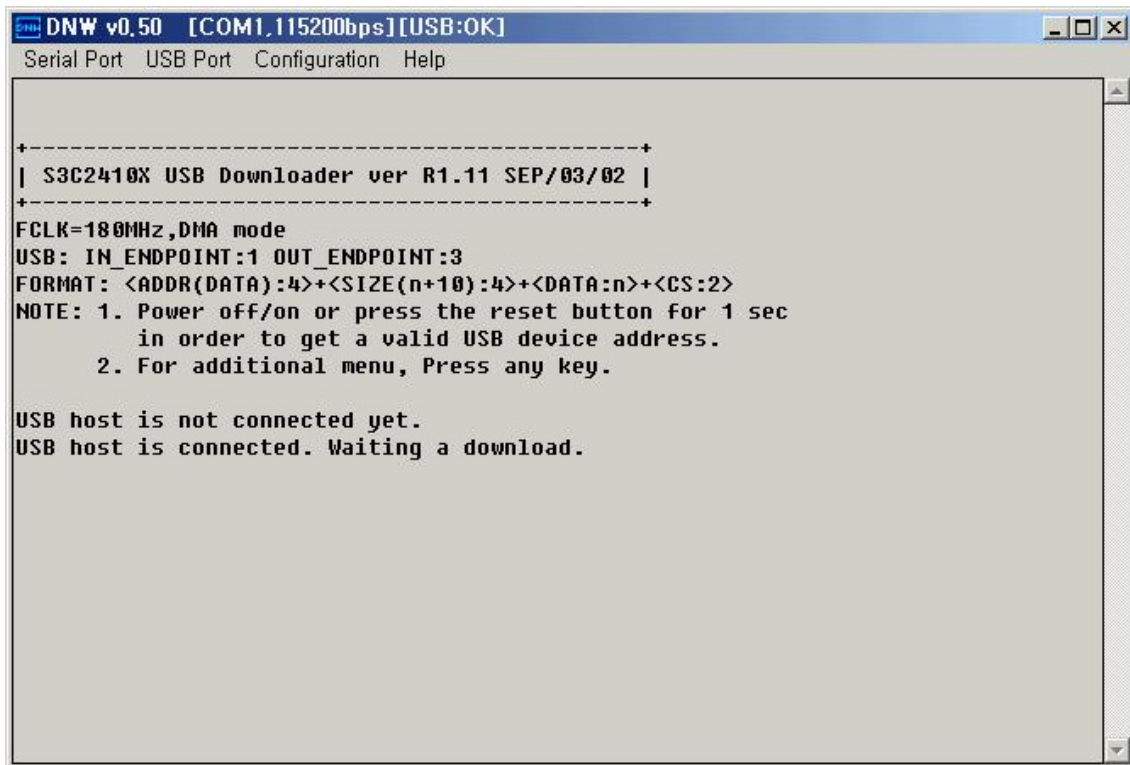 DNW v0.50 [COM1,115200bps][USB:OK]
Serial Port USB Port Configuration Help
+---------------------------------------------+
| S3C2410X USB Downloader ver R1.11 SEP/03/02 |
+---------------------------------------------+
FCLK=180MHz,DMA mode
USB: IN_ENDPOINT:1 OUT_ENDPOINT:3
FORMAT: <ADDR(DATA):4>+<SIZE(n+10):4>+<DATA:n>+<CS:2>
NOTE: 1. Power off/on or press the reset button for 1 sec
in order to get a valid USB device address.
2. For additional menu, Press any key.
USB host is not connected yet.
USB host is connected. Waiting a download.